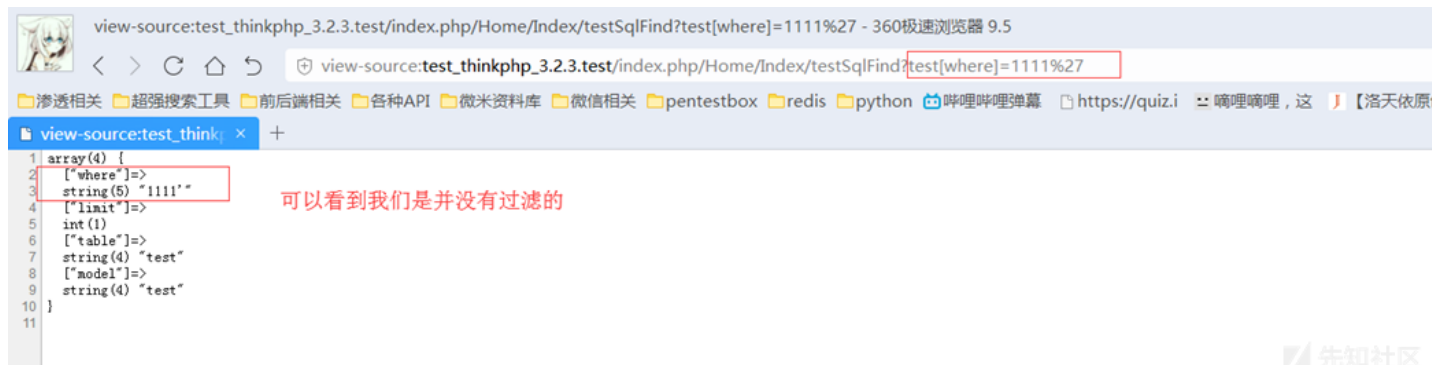 view-source:test_thinkphp_3.2.3.test/index.php/Home/Index/testSqlFind?test[where]=1111%27 - 360极速浏览器 9.5
view-source:test_thinkphp_3.2.3.test/index.php/Home/Index/testSqlFind?test[where]=1111%27
渗透相关 超强搜索工具 前后端相关 各种API 微米资料库 微信相关 pentestbox redis python 哔哩哔哩弹幕 https://quiz.i 嘀哩嘀哩，这 【洛天依原
view-source:test_think × +
1 array(4) {
2 ["where"]=>
3 string(5) "1111'"
4 ["limit"]=>
5 int(1)
6 ["table"]=>
7 string(4) "test"
8 ["model"]=>
9 string(4) "test"
10 }
11
可以看到我们是并没有过滤的
先知社区